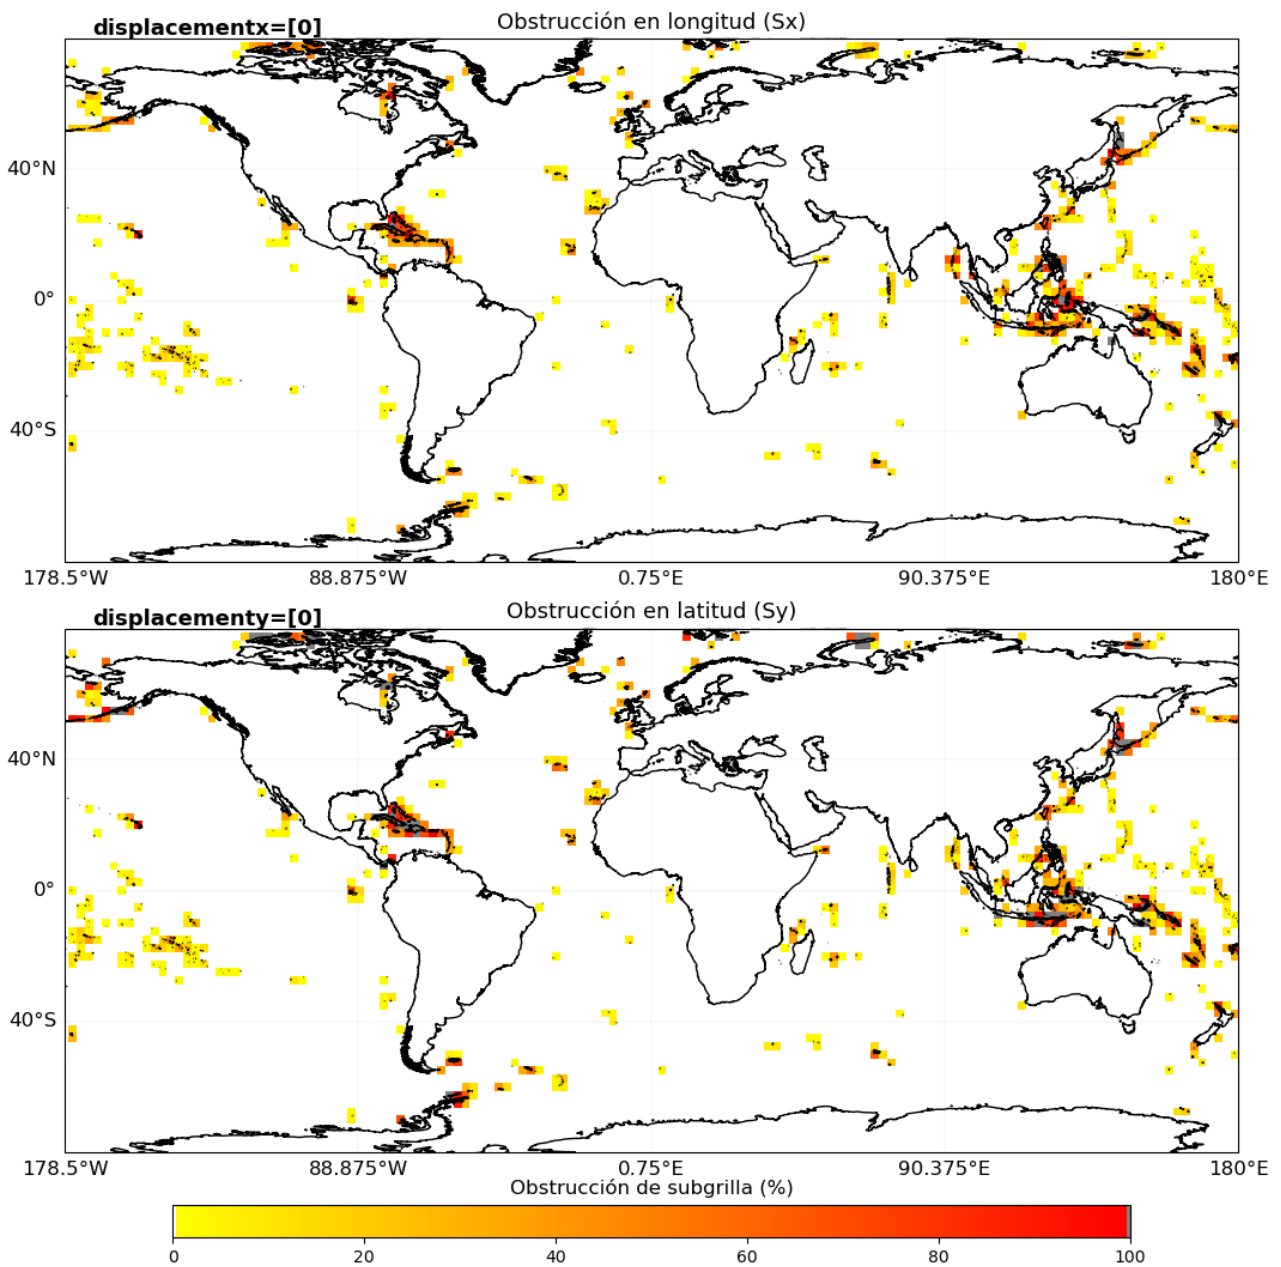 displacementx=[0]
Obstrucción en longitud (Sx)
40°N
0°
40°S
178.5°W 88.875°W 0.75°E 90.375°E 180°E
displacementy=[0]
Obstrucción en latitud (Sy)
40°N
0°
40°S
178.5°W 88.875°W 0.75°E 90.375°E 180°E
Obstrucción de subgrilla (%)
0 20 40 60 80 100